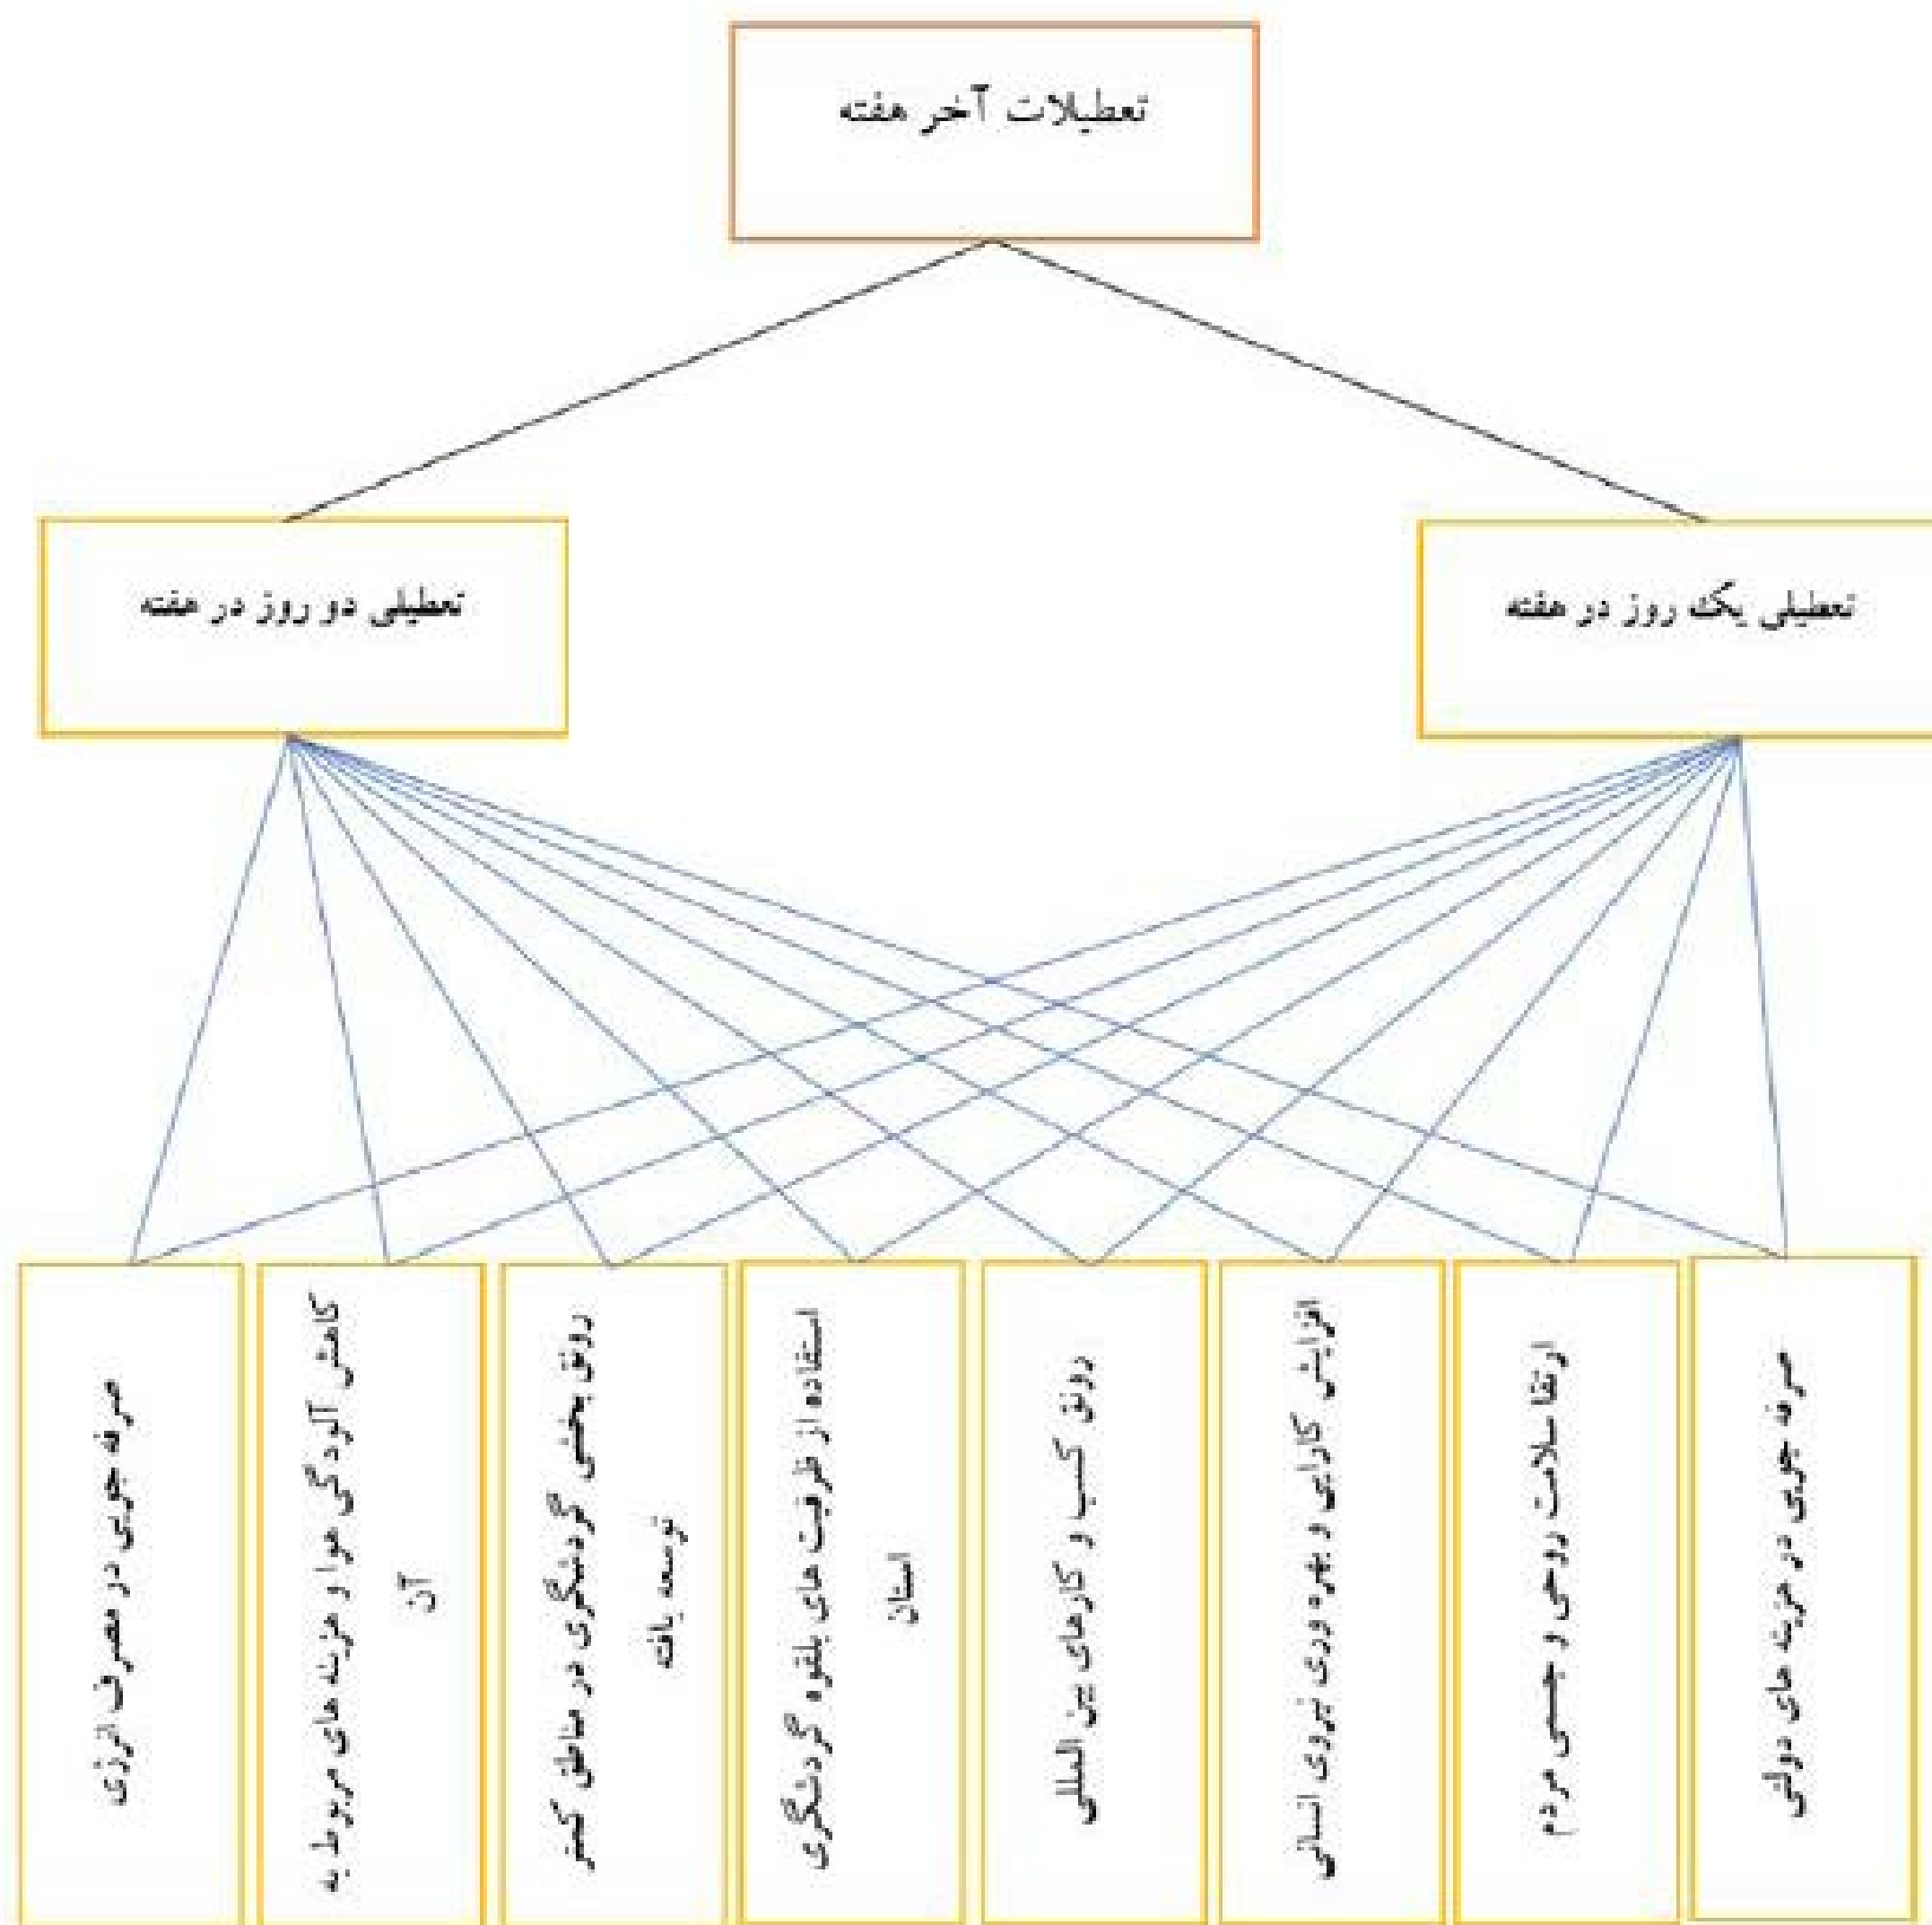 تعطیلات آخر هفته
تعطیلی یک روز در هفته
تعطیلی دو روز در هفته
صرفه جویی در هزینه های دولتی
ارتقا سلامت روحی و جسمی مردم
افزایش کارایی و بهره وری نیروی انسانی
رونق کسب و کارهای بین المللی
استفاده از ظرفیت های بلقوه گردشگری
استان
رونق بخشی گردشگری در مناطق کمتر
توسعه یافته
کاهش آلودگی هوا و هزینه های مربوط به
آن
صرفه جویی در مصرف انرژی